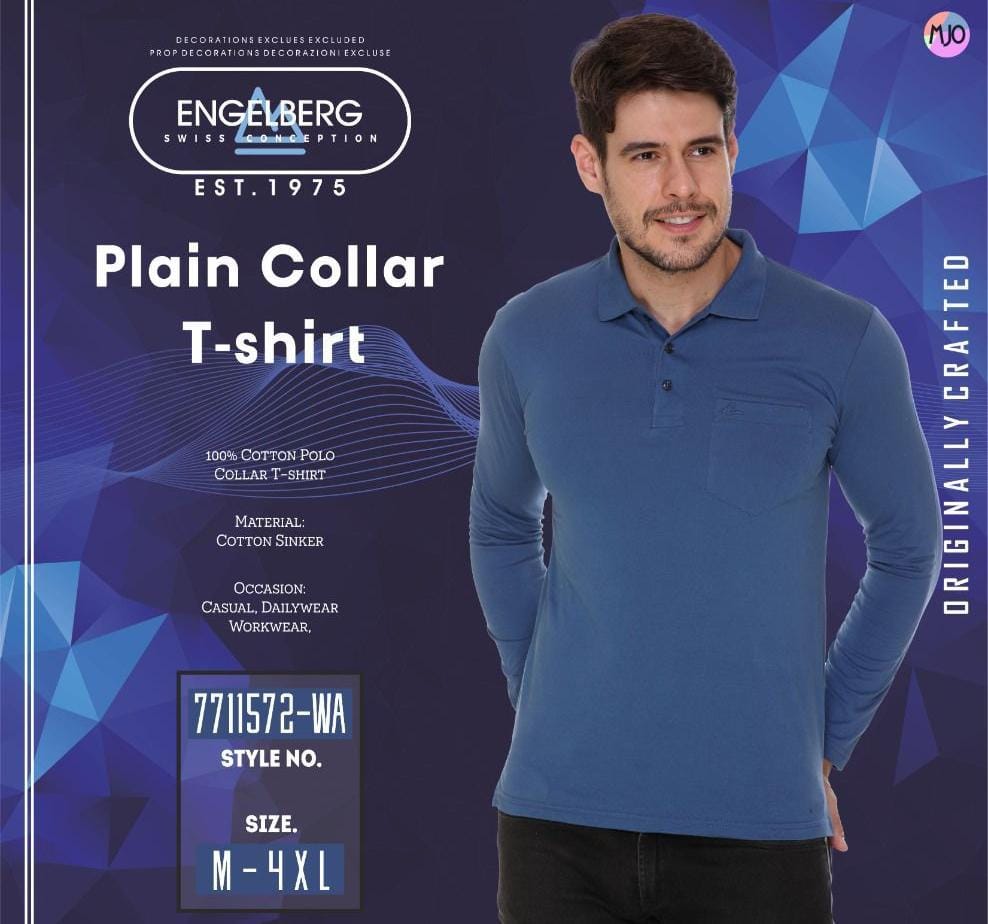 DECORATIONS EXCLUES EXCLUDED
PROP DECORATIONS DECORAZIONI EXCLUSE
ENGELBERG
SWISS CONCEPTION
EST.1975
Plain Collar
T-shirt
100% COTTON POLO
COLLAR T-SHIRT
MATERIAL:
COTTON SINKER
OCCASION:
CASUAL, DAILYWEAR
WORKWEAR,
7711572-WA
STYLE NO.
SIZE.
M-4XL
MJO
ORIGINALLY CRAFTED